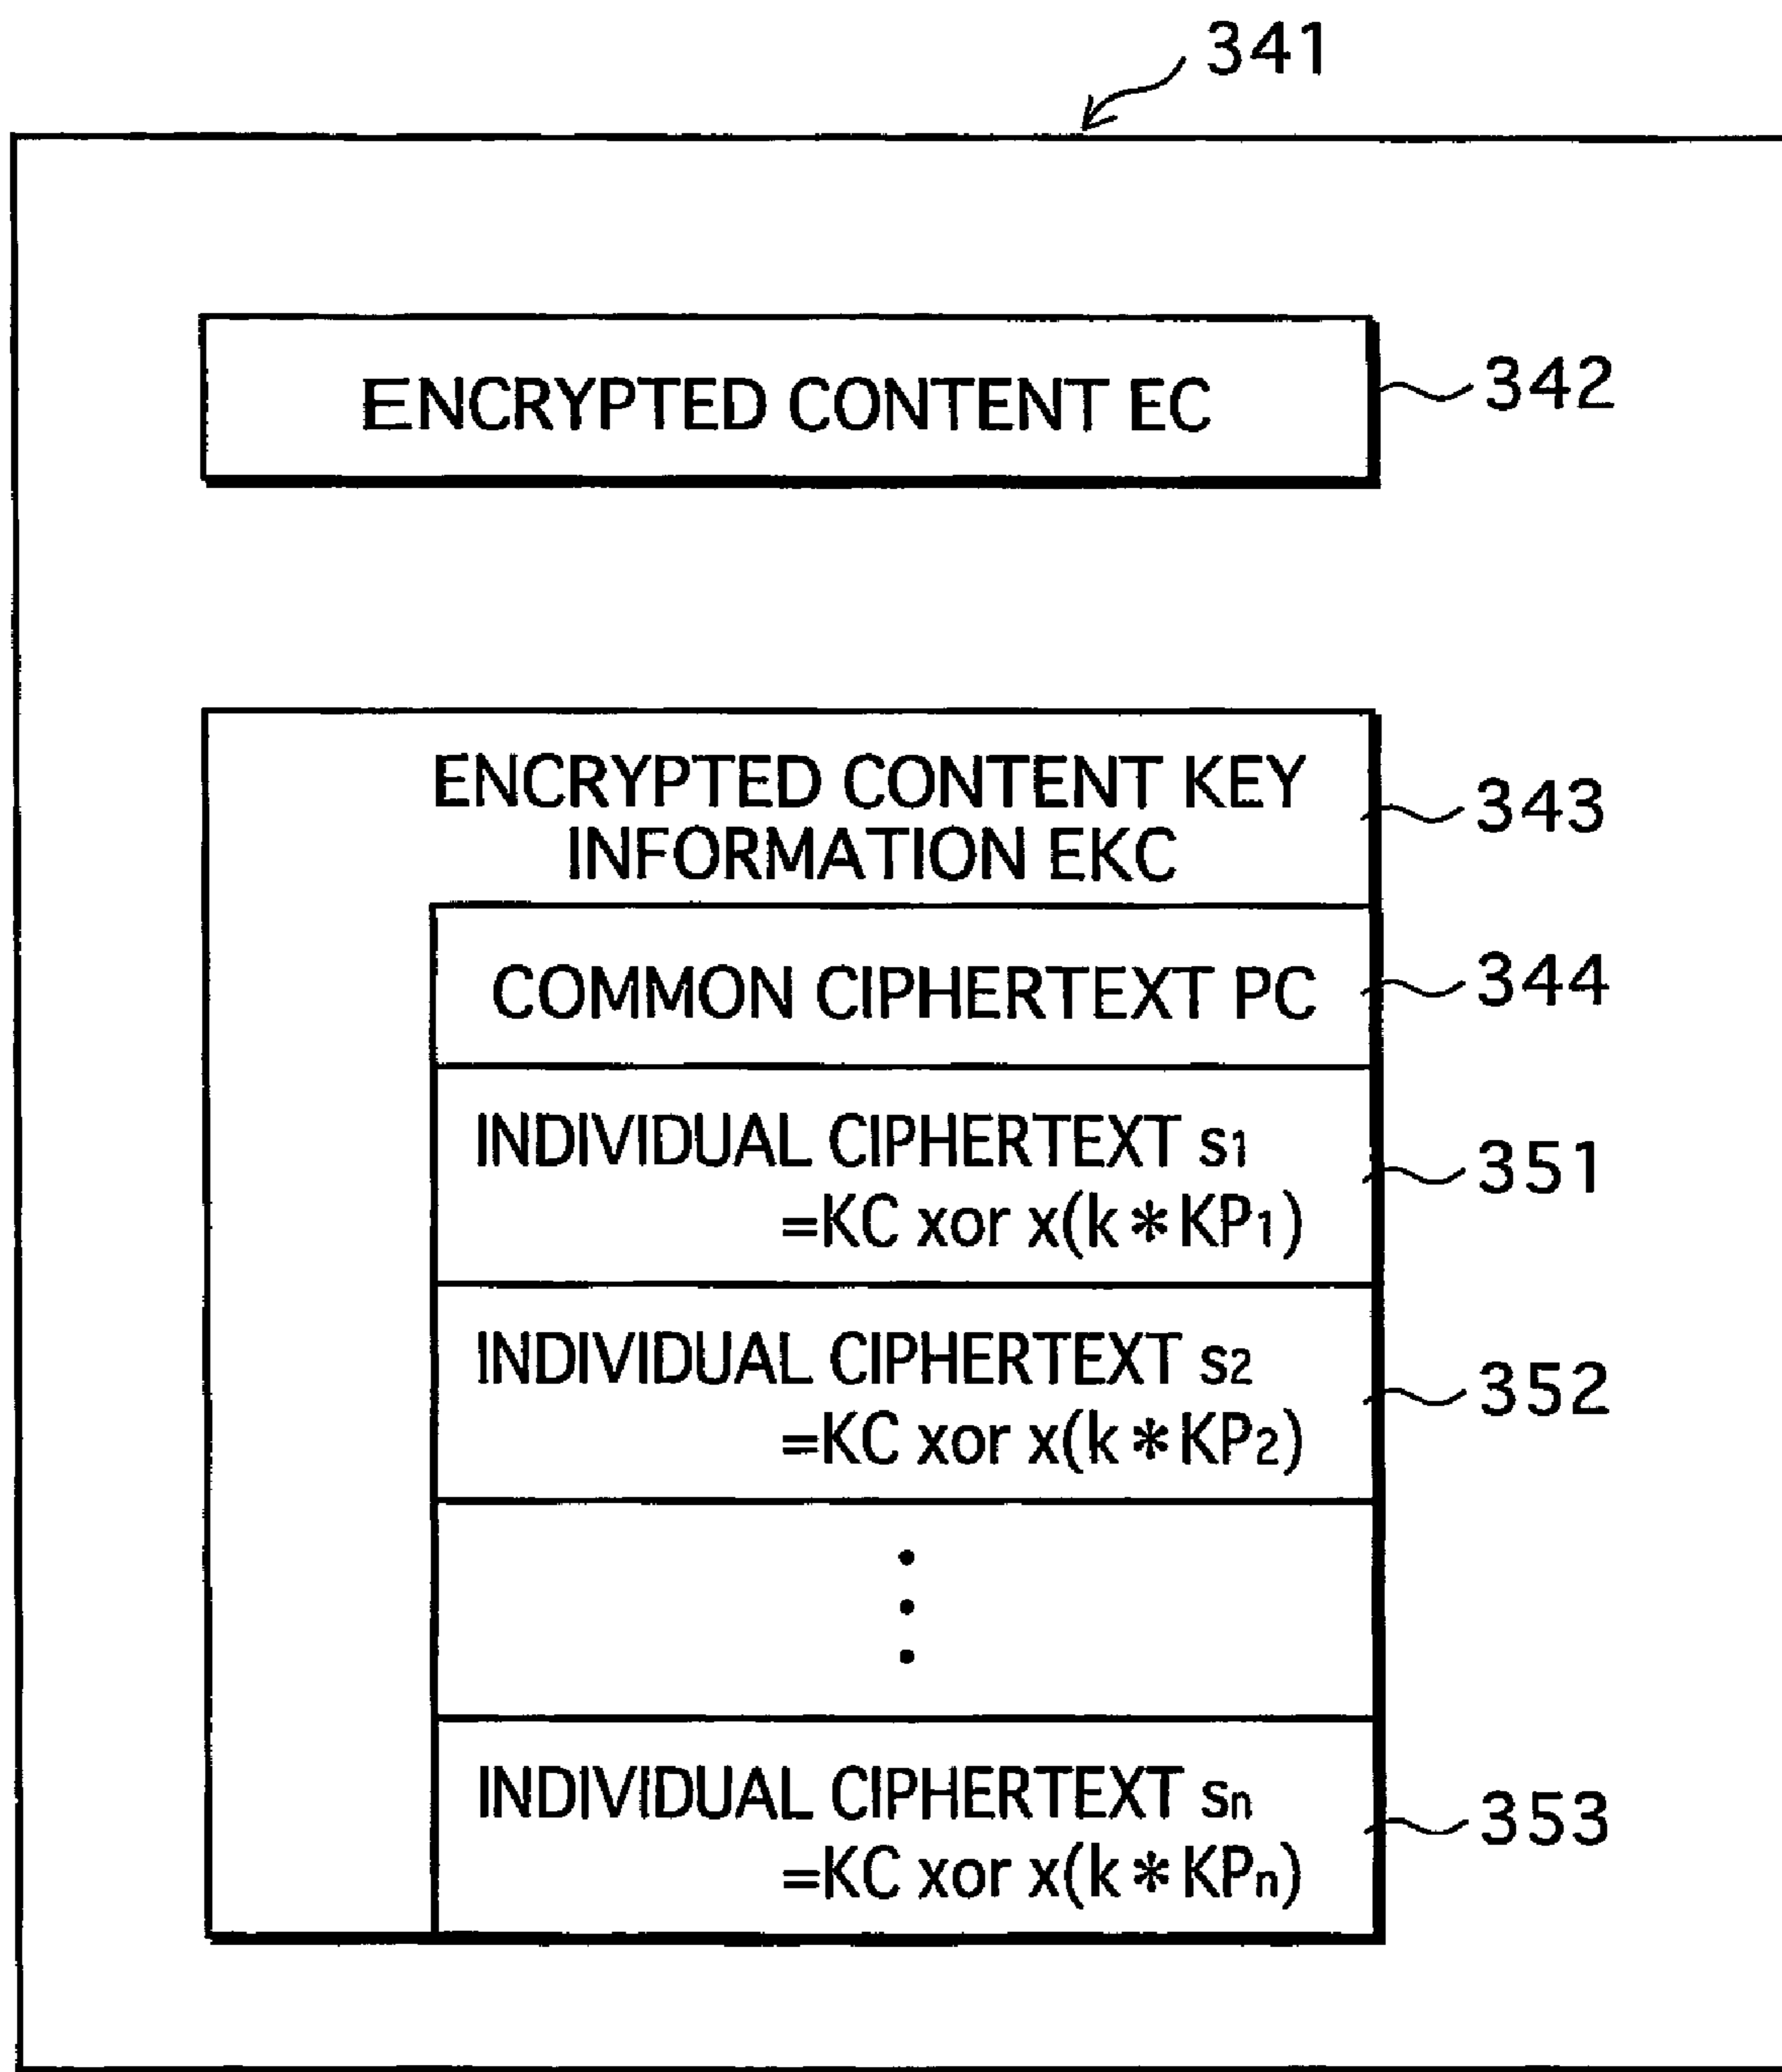 341
ENCRYPTED CONTENT EC
342
ENCRYPTED CONTENT KEY
INFORMATION EKC
343
COMMON CIPHERTEXT PC
344
INDIVIDUAL CIPHERTEXT s1
=KC xor x(k*KP1)
351
INDIVIDUAL CIPHERTEXT s2
=KC xor x(k*KP2)
352
INDIVIDUAL CIPHERTEXT sn
=KC xor x(k*KPn)
353